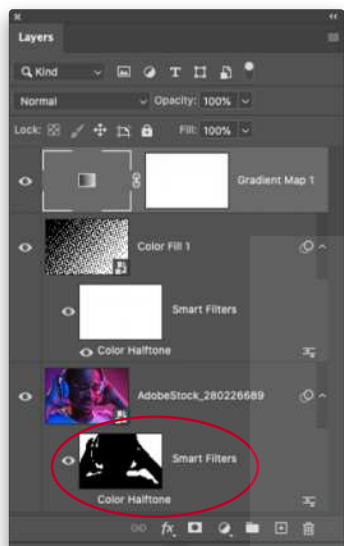 Layers
Kind
Normal Opacity: 100%
Lock: Fill: 100%
Gradient Map 1
Color Fill 1
Smart Filters
Color Halftone
AdobeStock_280226689
Smart Filters
Color Halftone
fx